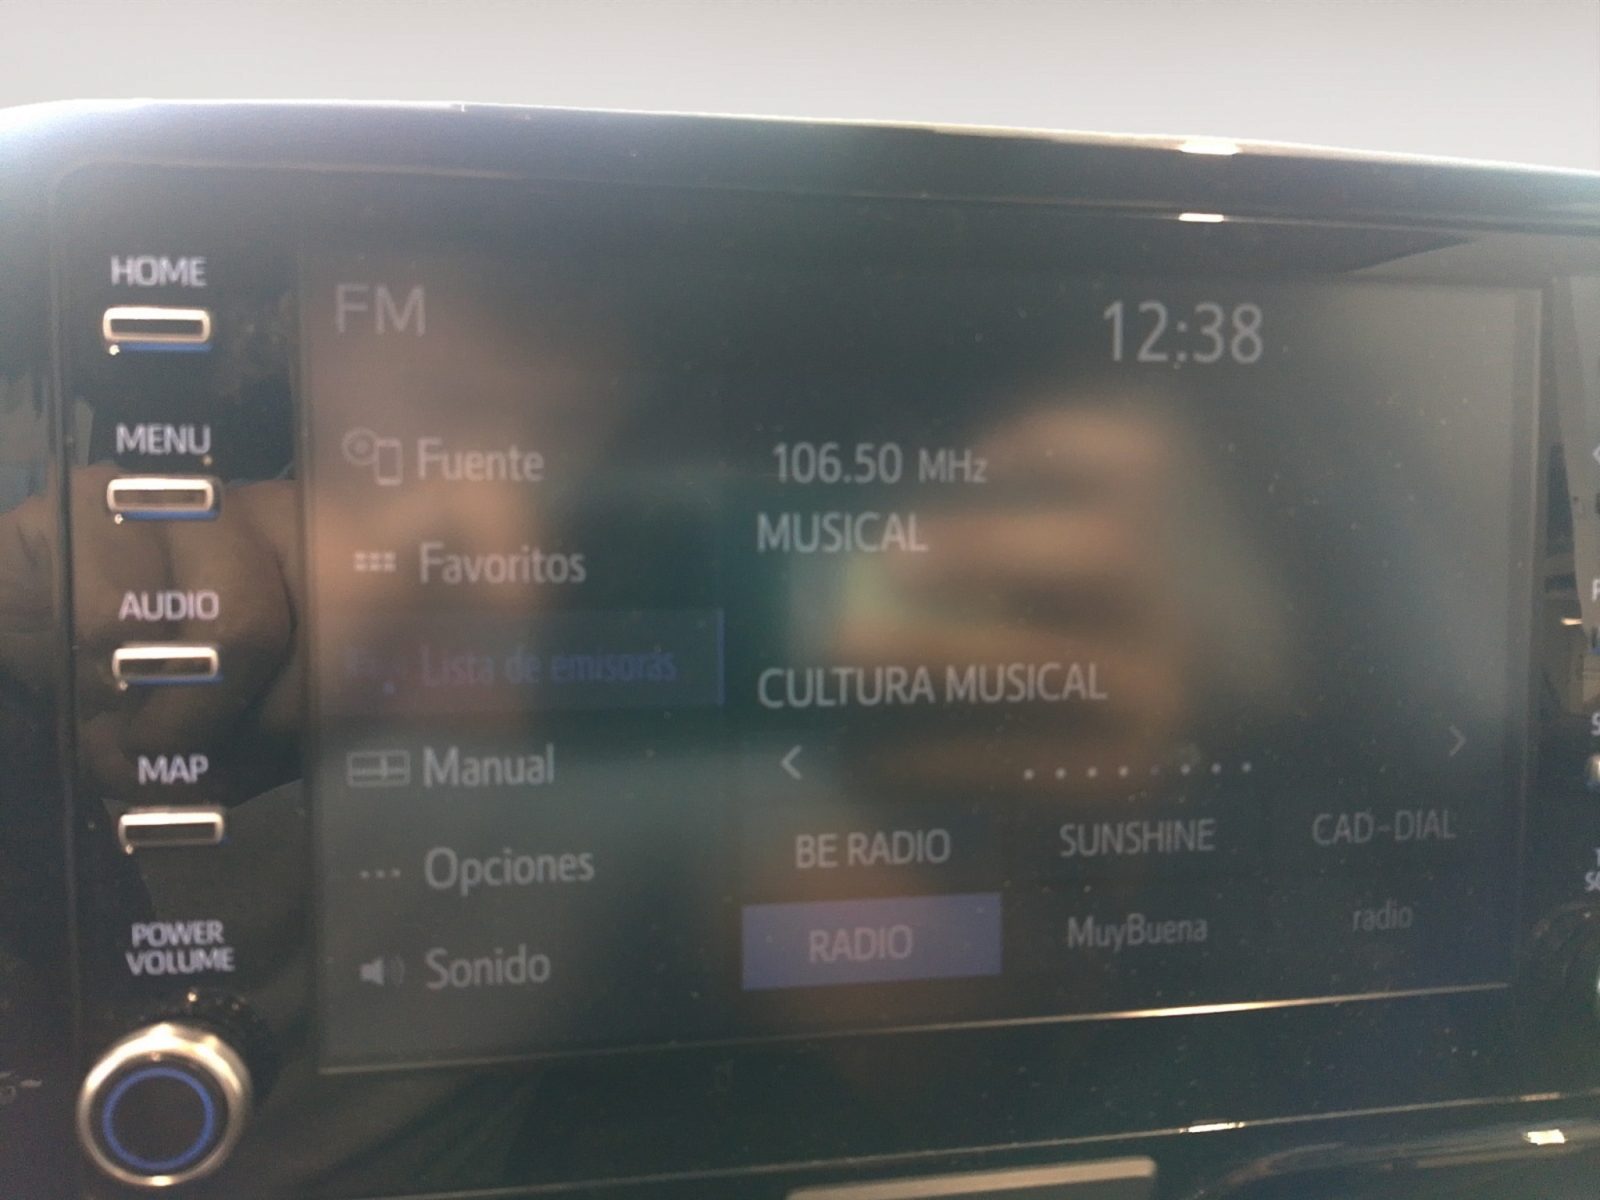 HOME
MENU
AUDIO
MAP
POWER
VOLUME
FM
12:38
Fuente
Favoritos
Lista de emisoras
Manual
Opciones
Sonido
106.50 MHz
MUSICAL
CULTURA MUSICAL
BE RADIO
SUNSHINE
CAD-DIAL
RADIO
MuyBuena
radio